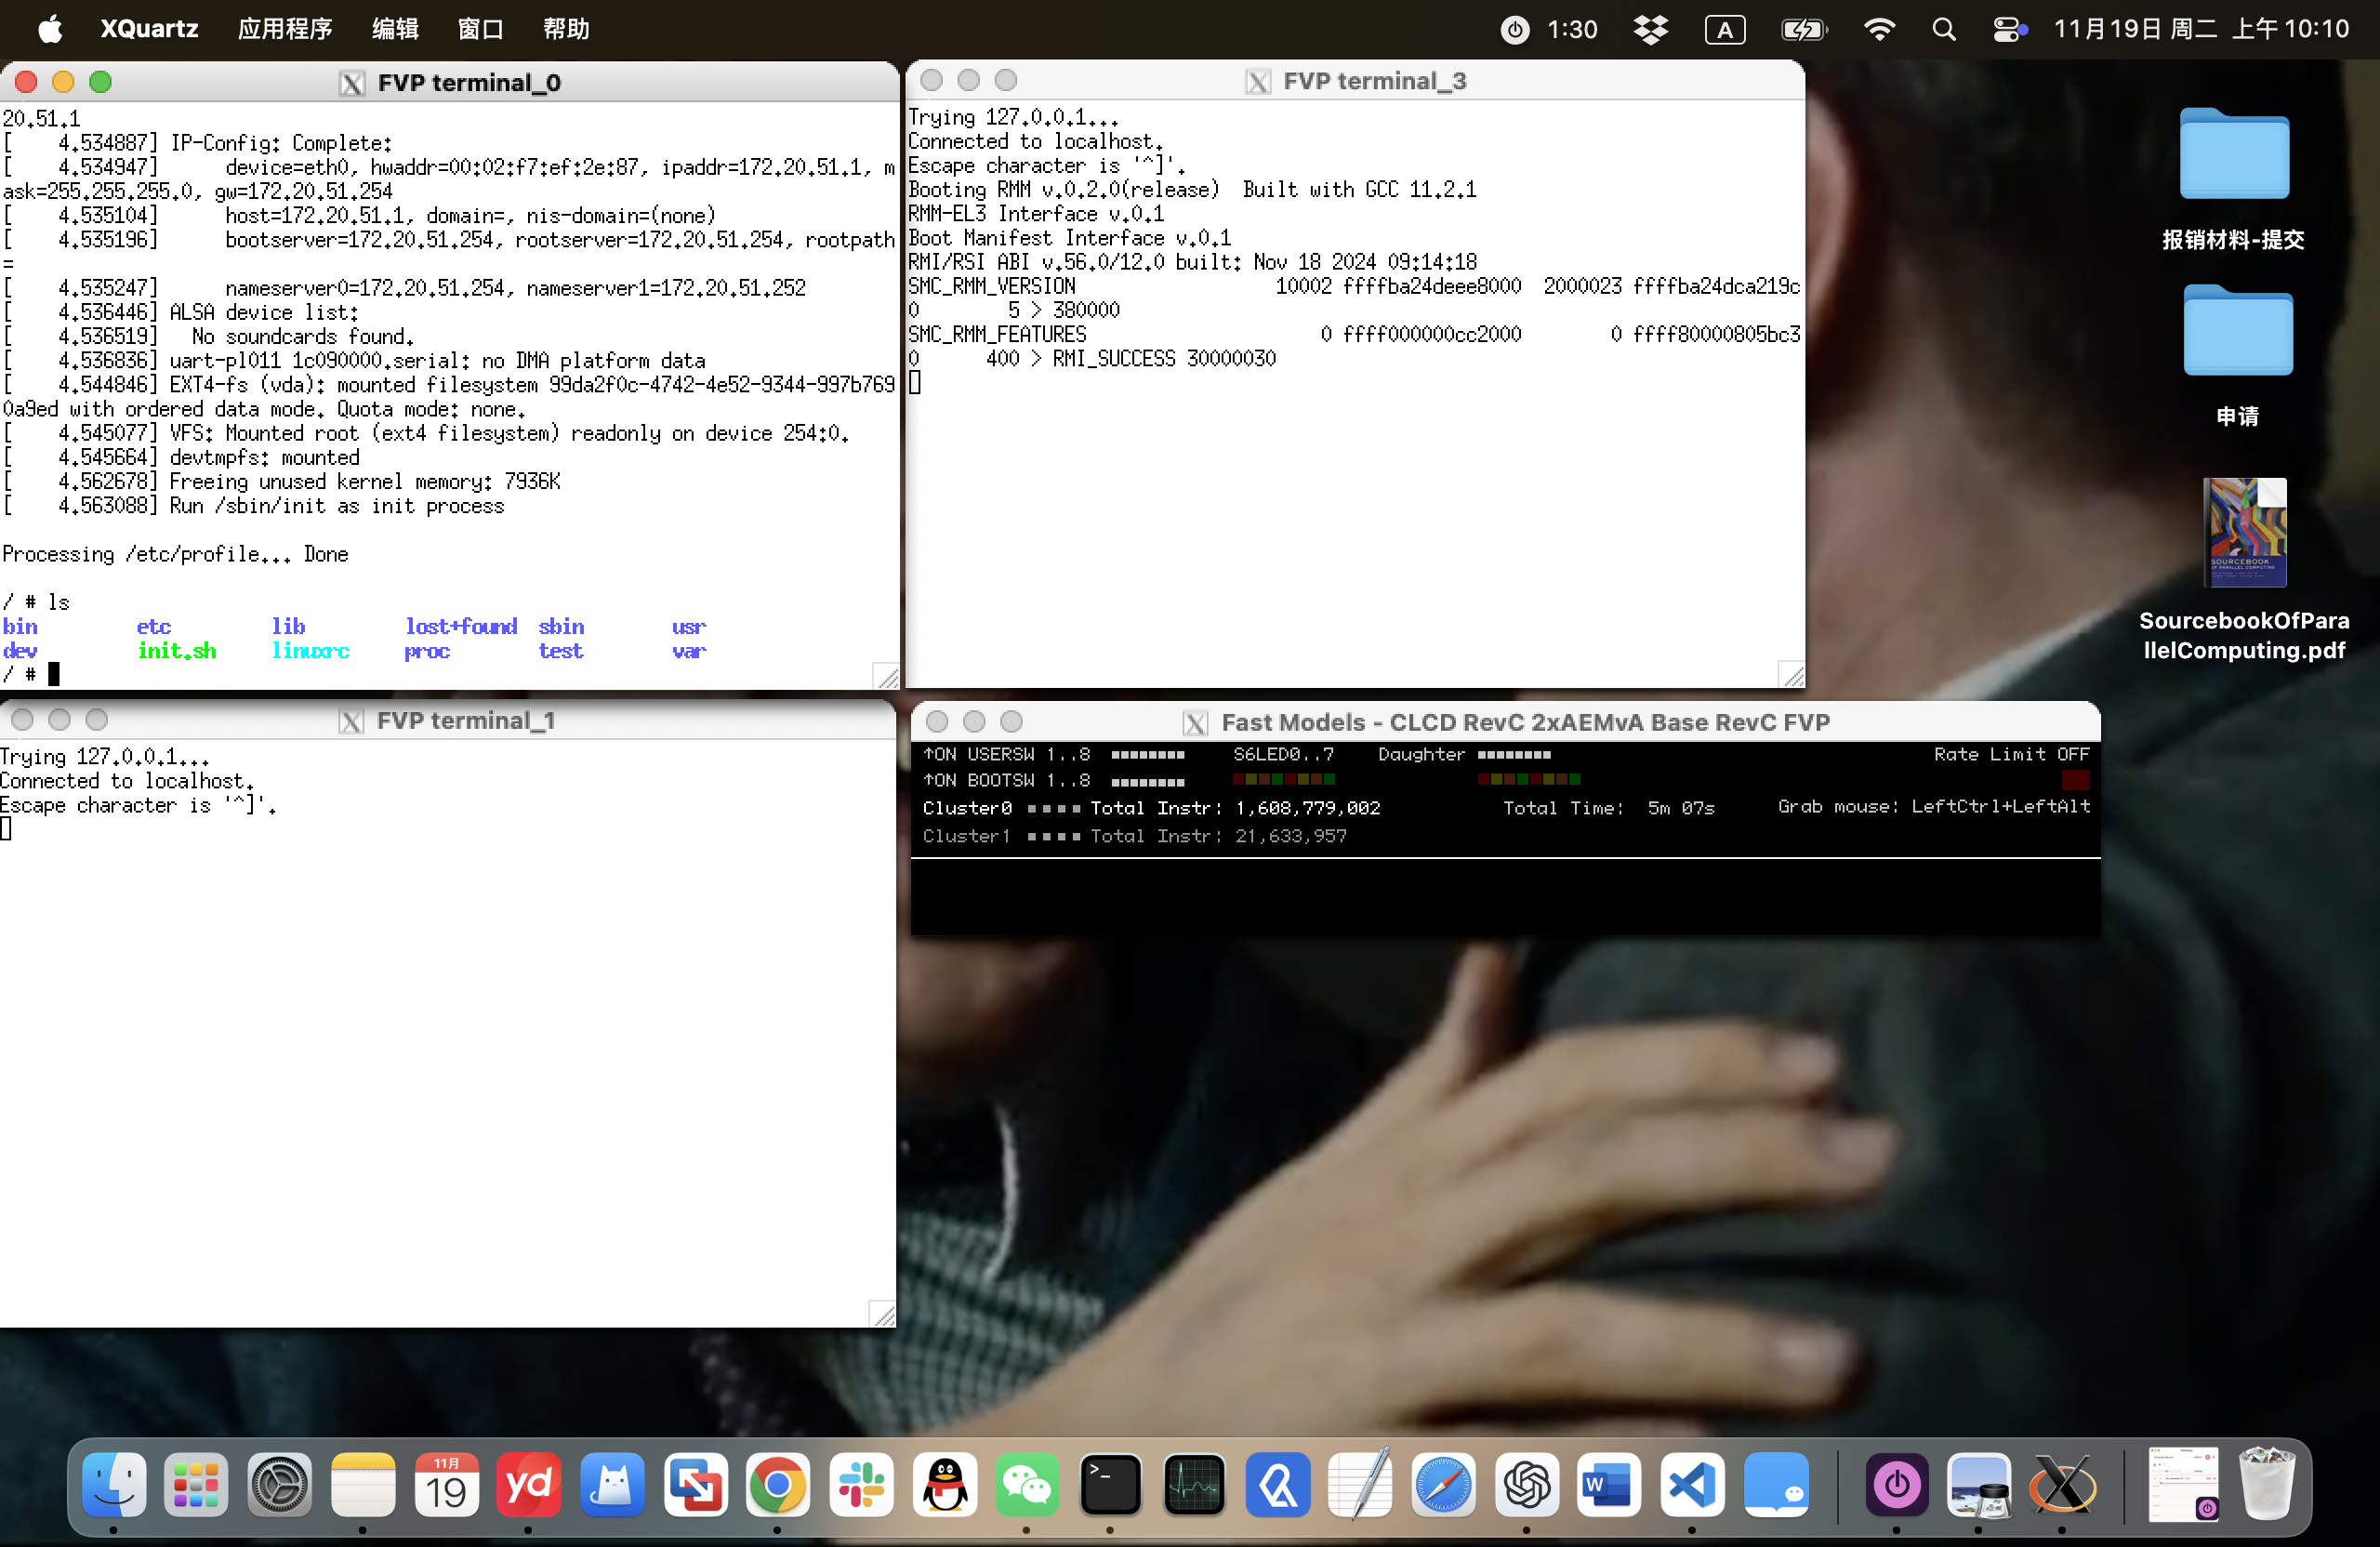 XQuartz 应用程序 编辑 窗口 帮助 1:30 A 11月19日 周二 上午10:10
FVP terminal_0
20.51.1
[    4.534887] IP-Config: Complete:
[    4.534947]      device=eth0, hwaddr=00:02:f7:ef:2e:87, ipaddr=172.20.51.1, m
ask=255.255.255.0, gw=172.20.51.254
[    4.535104]      host=172.20.51.1, domain=, nis-domain=(none)
[    4.535196]      bootserver=172.20.51.254, rootserver=172.20.51.254, rootpath
=
[    4.535247]      nameserver0=172.20.51.254, nameserver1=172.20.51.252
[    4.536446] ALSA device list:
[    4.536519]   No soundcards found.
[    4.536836] uart-pl011 1c090000.serial: no DMA platform data
[    4.544846] EXT4-fs (vda): mounted filesystem 99da2f0c-4742-4e52-9344-997b769
0a9ed with ordered data mode. Quota mode: none.
[    4.545077] VFS: Mounted root (ext4 filesystem) readonly on device 254:0.
[    4.545664] devtmpfs: mounted
[    4.562678] Freeing unused kernel memory: 7936K
[    4.563088] Run /sbin/init as init process
Processing /etc/profile... Done
/ # ls
bin         etc         lib         lost+found  sbin        usr
dev         init.sh     linuxrc     proc        test        var
/ #
FVP terminal_3
Trying 127.0.0.1...
Connected to localhost.
Escape character is '^]'.
Booting RMM v.0.2.0(release)  Built with GCC 11.2.1
RMM-EL3 Interface v.0.1
Boot Manifest Interface v.0.1
RMI/RSI ABI v.56.0/12.0 built: Nov 18 2024 09:14:18
SMC_RMM_VERSION                  10002 ffffba24deee8000  2000023 ffffba24dca219c
0        5 > 380000
SMC_RMM_FEATURES                     0 ffff000000cc2000        0 ffff80000805bc3
0      400 > RMI_SUCCESS 30000030
FVP terminal_1
Trying 127.0.0.1...
Connected to localhost.
Escape character is '^]'.
Fast Models - CLCD RevC 2xAEMvA Base RevC FVP
↑ON USERSW 1..8 S6LED0..7 Daughter Rate Limit OFF
↑ON BOOTSW 1..8
Cluster0 Total Instr: 1,608,779,002 Total Time: 5m 07s Grab mouse: LeftCtrl+LeftAlt
Cluster1 Total Instr: 21,633,957
报销材料-提交
申请
SOURCEBOOK
OF PARALLEL COMPUTING
SourcebookOfPara
llelComputing.pdf
11月
19
yd
>_
W